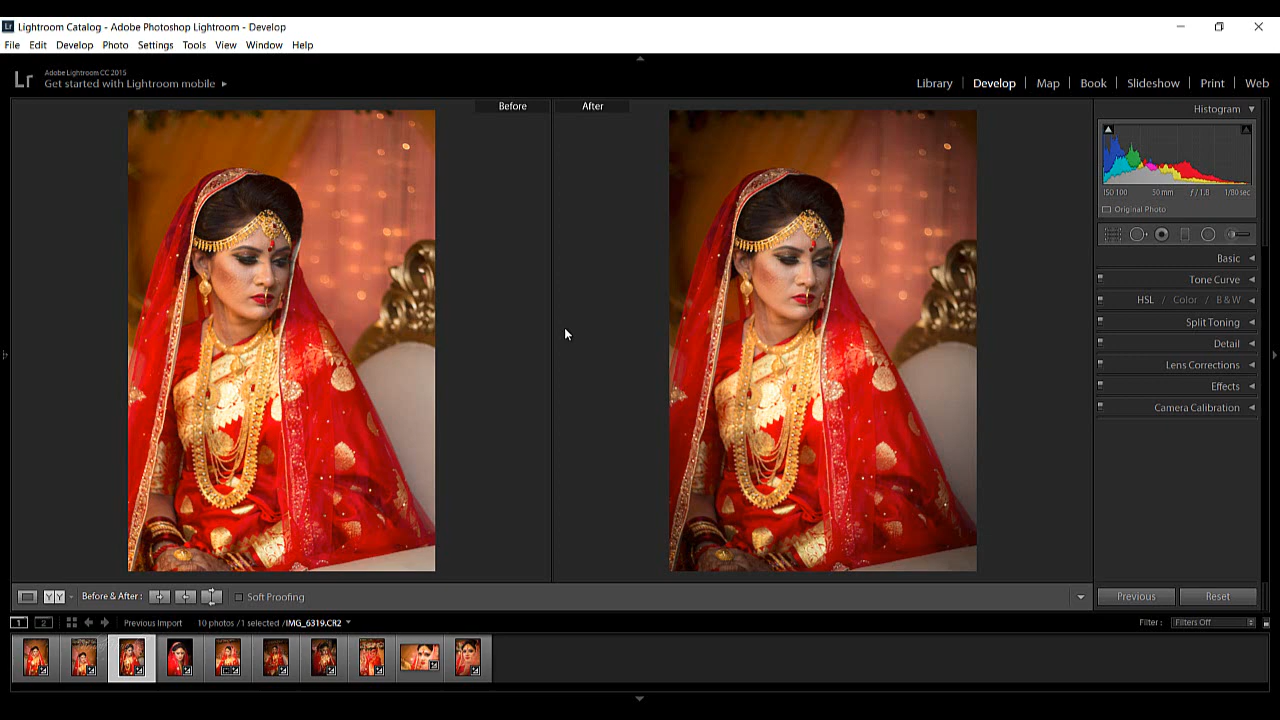 Lightroom Catalog - Adobe Photoshop Lightroom - Develop
File Edit Develop Photo Settings Tools View Window Help
Lr Adobe Lightroom CC 2015
Get started with Lightroom mobile
Library Develop Map Book Slideshow Print Web
Before After
Histogram
ISO 100 50 mm ƒ / 1.8 1/80 sec
Original Photo
Basic
Tone Curve
HSL / Color / B & W
Split Toning
Detail
Lens Corrections
Effects
Camera Calibration
Y Y Before & After : Soft Proofing Previous Reset
1 2 Previous Import 10 photos / 1 selected / IMG_6319.CR2 Filter : Filters Off